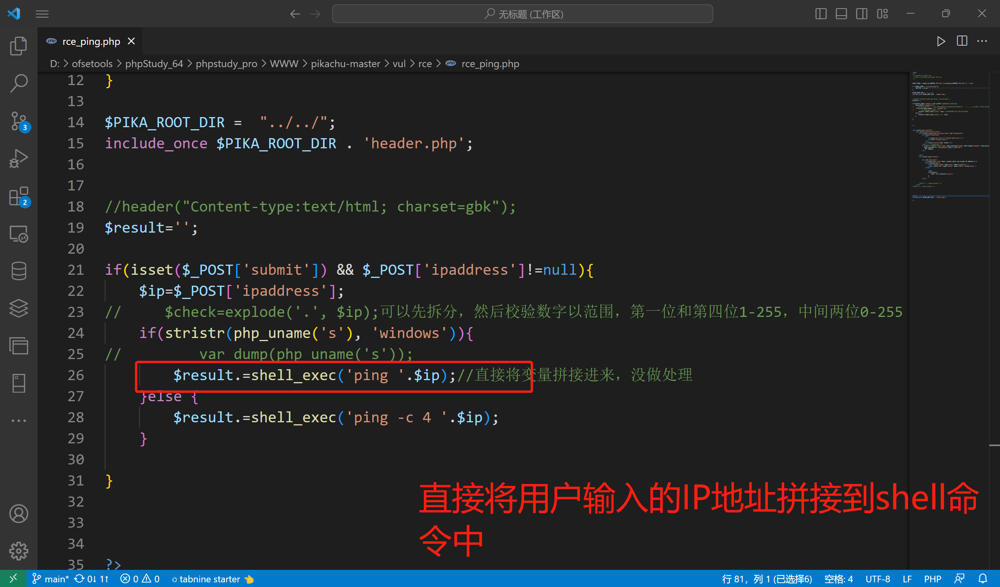 无标题 (工作区)
rce_ping.php
D: > ofsetools > phpStudy_64 > phpstudy_pro > WWW > pikachu-master > vul > rce > php rce_ping.php
12 }
13
14 $PIKA_ROOT_DIR =  "../../";
15 include_once $PIKA_ROOT_DIR . 'header.php';
16
17
18 //header("Content-type:text/html; charset=gbk");
19 $result='';
20
21 if(isset($_POST['submit']) && $_POST['ipaddress']!=null){
22     $ip=$_POST['ipaddress'];
23 //     $check=explode('.', $ip);可以先拆分，然后校验数字以范围，第一位和第四位1-255，中间两位0-255
24     if(stristr(php_uname('s'), 'windows')){
25 //         var_dump(php_uname('s'));
26         $result.=shell_exec('ping '.$ip);//直接将变量拼接进来，没做处理
27     }else {
28         $result.=shell_exec('ping -c 4 '.$ip);
29     }
30
31 }
32
33
34
35 ?>
直接将用户输入的IP地址拼接到shell命
令中
3
2
main* 0↓ 1↑ 0 0 tabnine starter 行 81，列 1 (已选择6) 空格: 4 UTF-8 LF PHP